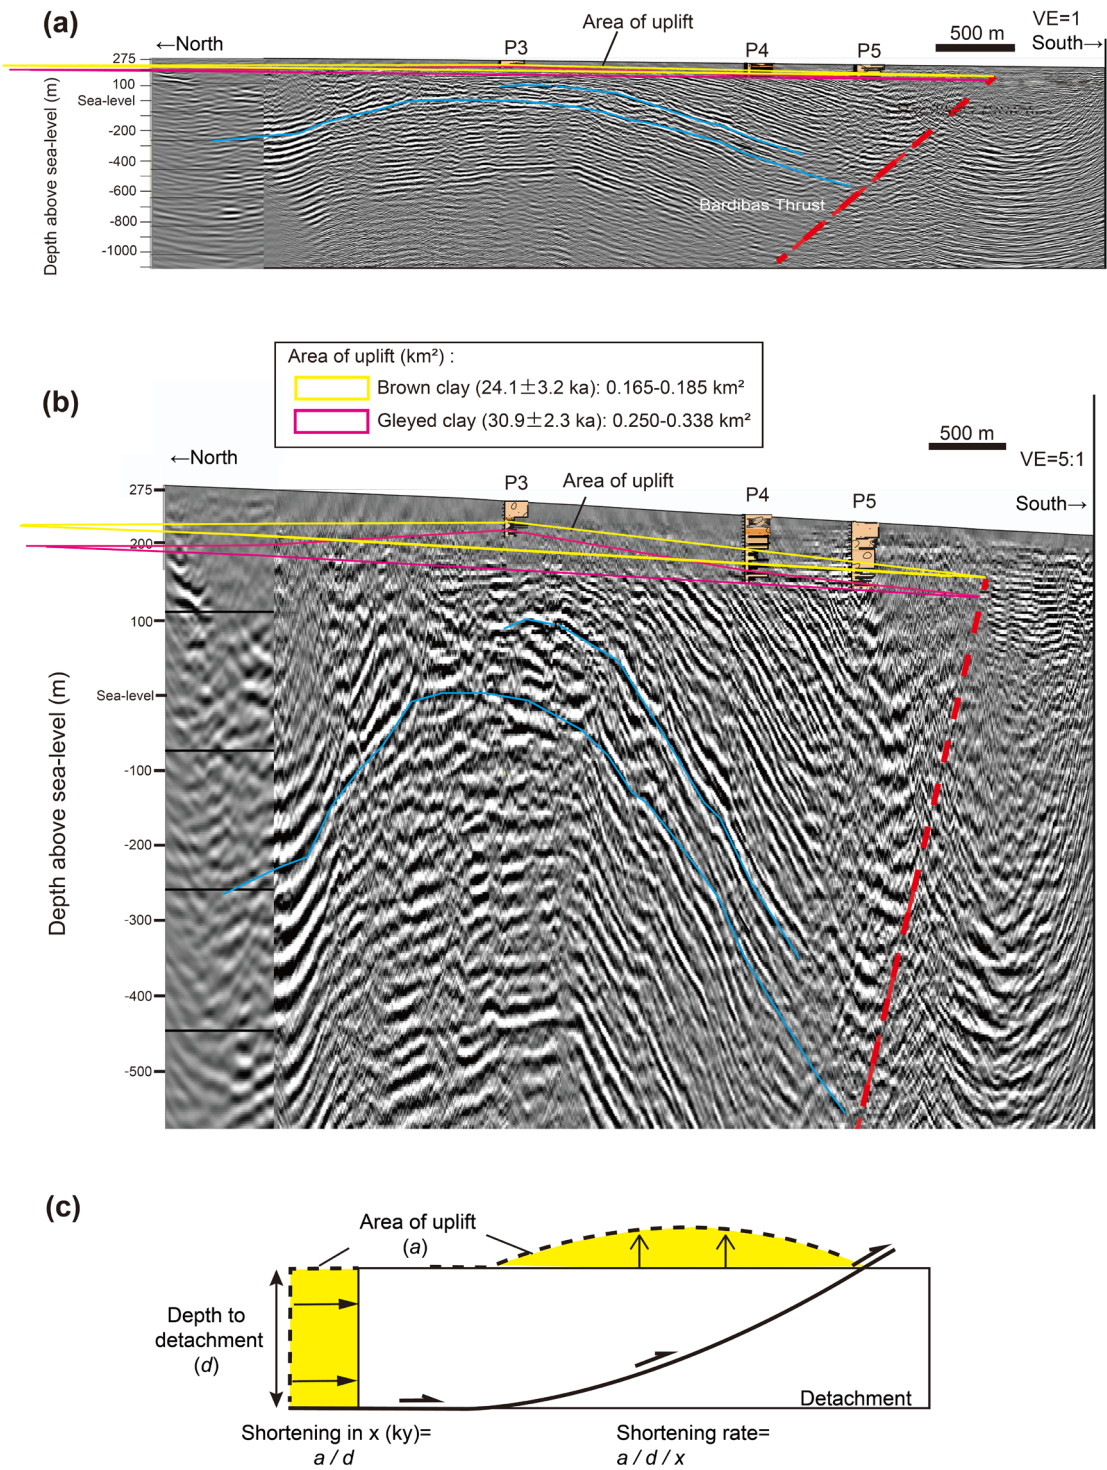 (a)
Area of uplift
VE=1
←North
P3
P4
P5
500 m
South→
275
100
Sea-level
-200
-400
-600
-800
-1000
Depth above sea-level (m)
Bardibas Thrust
Area of uplift (km²) :
Brown clay (24.1±3.2 ka): 0.165-0.185 km²
Gleyed clay (30.9±2.3 ka): 0.250-0.338 km²
(b)
500 m
←North
VE=5:1
P3
Area of uplift
P4
P5
South→
275
200
100
Sea-level
-100
-200
-300
-400
-500
Depth above sea-level (m)
(c)
Area of uplift
(a)
Depth to
detachment
(d)
Detachment
Shortening in x (ky)=
a / d
Shortening rate=
a / d / x